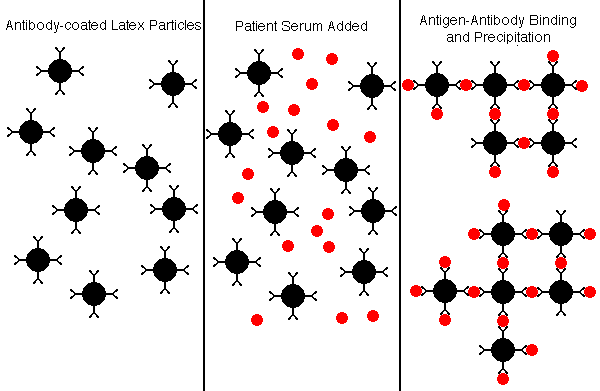 Antibody-coated Latex Particles
Patient Serum Added
Antigen-Antibody Binding
and Precipitation